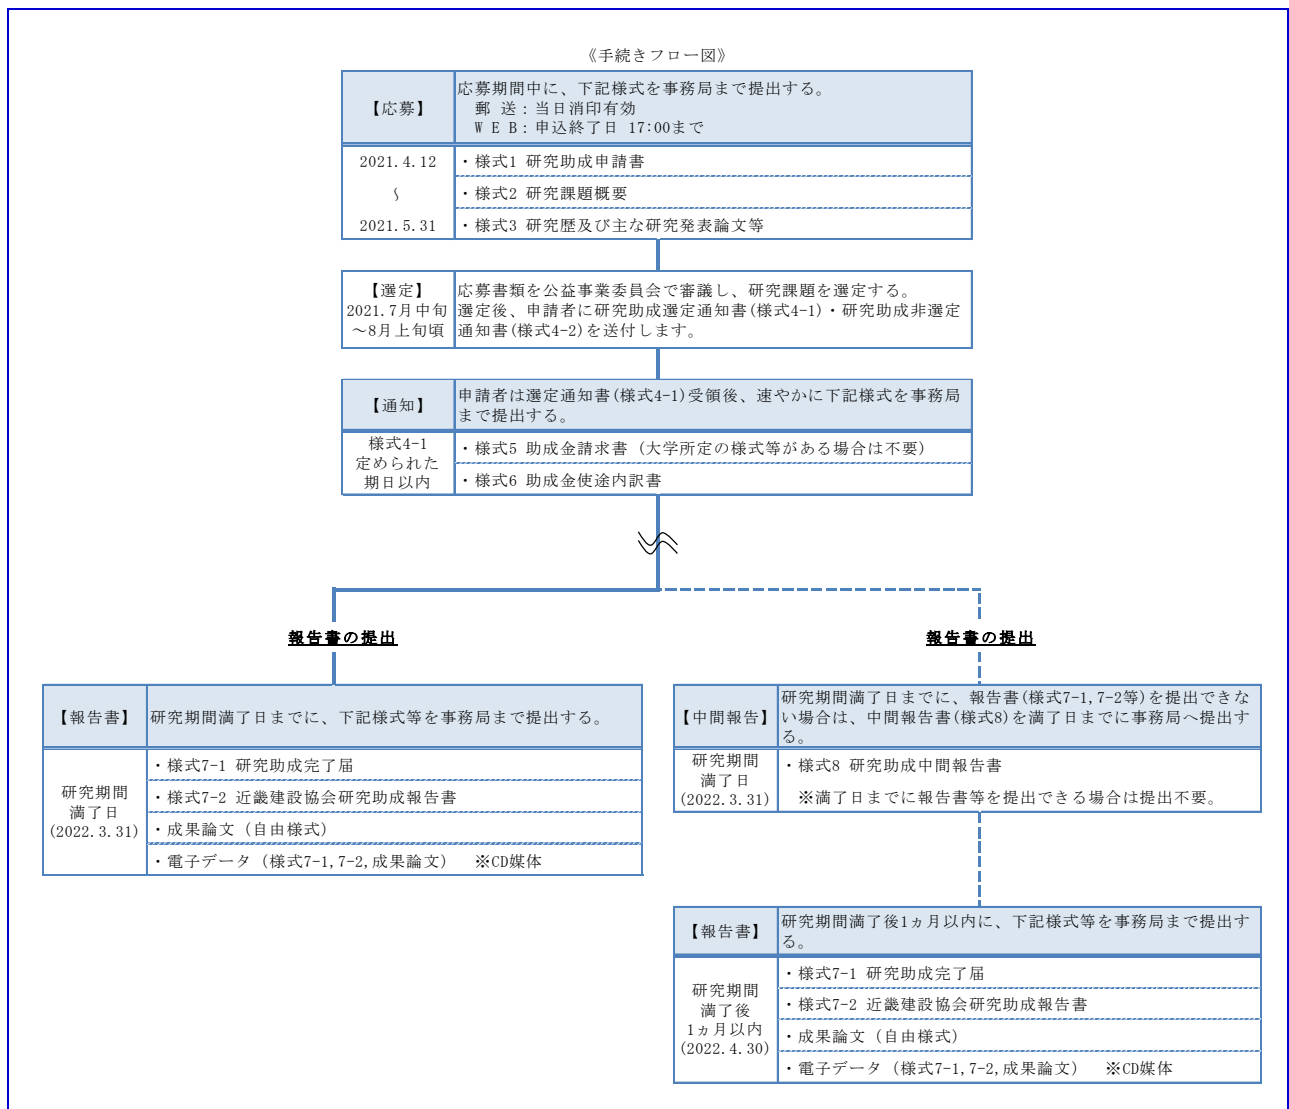 《手続きフロー図》
【応募】
応募期間中に、下記様式を事務局まで提出する。
郵 送：当日消印有効
ＷＥＢ：申込終了日 17:00まで
2021.4.12
～
2021.5.31
・様式1 研究助成申請書
・様式2 研究課題概要
・様式3 研究歴及び主な研究発表論文等
【選定】
2021.7月中旬
～8月上旬頃
応募書類を公益事業委員会で審議し、研究課題を選定する。
選定後、申請者に研究助成選定通知書(様式4-1)・研究助成非選定
通知書(様式4-2)を送付します。
【通知】
申請者は選定通知書(様式4-1)受領後、速やかに下記様式を事務局
まで提出する。
様式4-1
定められた
期日以内
・様式5 助成金請求書（大学所定の様式等がある場合は不要）
・様式6 助成金使途内訳書
報告書の提出
【報告書】
研究期間満了日までに、下記様式等を事務局まで提出する。
研究期間
満了日
(2022.3.31)
・様式7-1 研究助成完了届
・様式7-2 近畿建設協会研究助成報告書
・成果論文（自由様式）
・電子データ（様式7-1,7-2,成果論文）　※CD媒体
報告書の提出
【中間報告】
研究期間満了日までに、報告書(様式7-1,7-2等)を提出できな
い場合は、中間報告書(様式8)を満了日までに事務局へ提出す
る。
研究期間
満了日
(2022.3.31)
・様式8 研究助成中間報告書
※満了日までに報告書等を提出できる場合は提出不要。
【報告書】
研究期間満了後1ヵ月以内に、下記様式等を事務局まで提出す
る。
研究期間
満了後
1ヵ月以内
(2022.4.30)
・様式7-1 研究助成完了届
・様式7-2 近畿建設協会研究助成報告書
・成果論文（自由様式）
・電子データ（様式7-1,7-2,成果論文）　※CD媒体